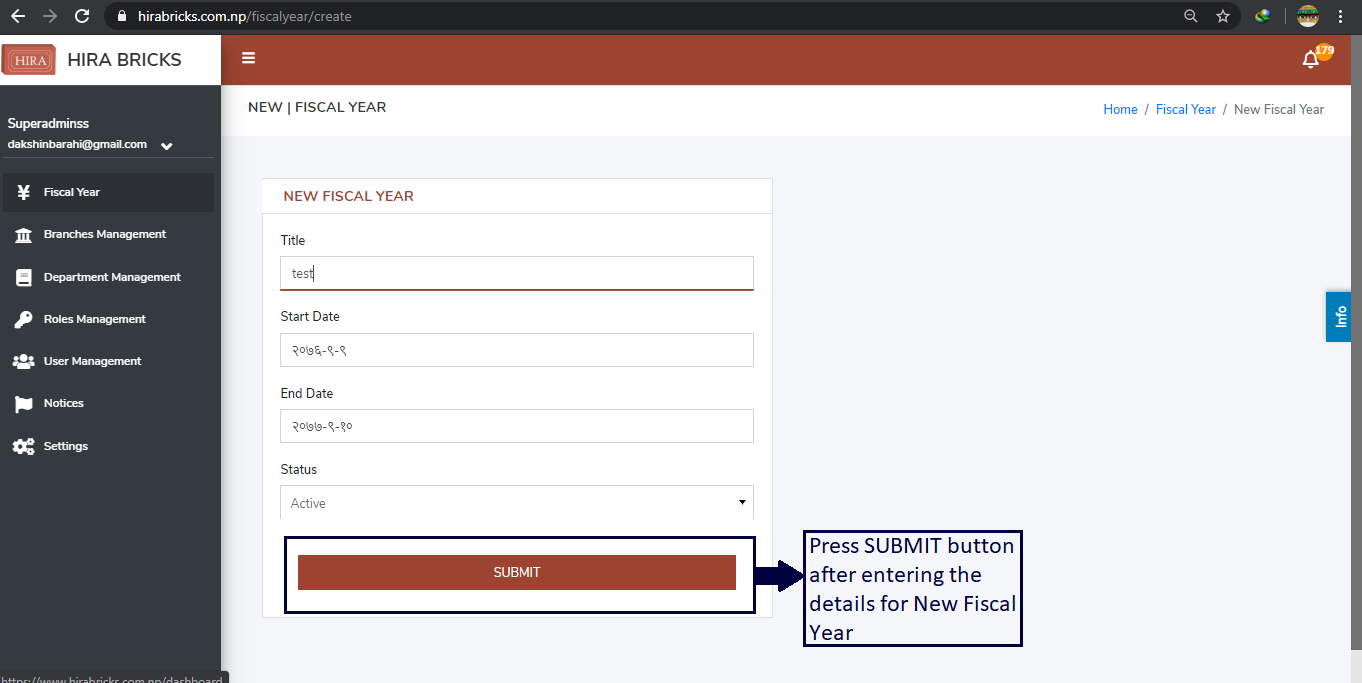 hirabricks.com.np/fiscalyear/create
HIRA
HIRA BRICKS
179
Superadminss
dakshinbarahi@gmail.com
NEW | FISCAL YEAR
Home / Fiscal Year / New Fiscal Year
Fiscal Year
Branches Management
Department Management
Roles Management
User Management
Notices
Settings
NEW FISCAL YEAR
Title
test
Start Date
२०७६-९-९
End Date
२०७७-९-१०
Status
Active
SUBMIT
Press SUBMIT button
after entering the
details for New Fiscal
Year
Info
https://www.hirabricks.com.np/dashboard